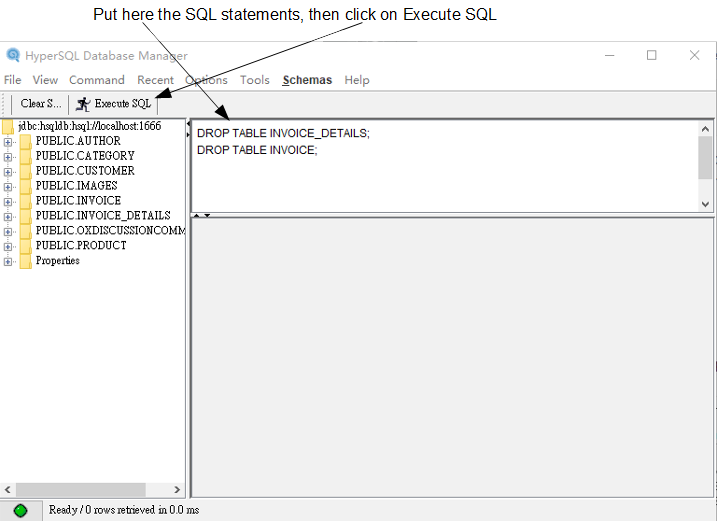 Put here the SQL statements, then click on Execute SQL
HyperSQL Database Manager
File View Command Recent Options Tools Schemas Help
Clear S... Execute SQL
jdbc:hsqldb:hsql://localhost:1666
PUBLIC.AUTHOR
PUBLIC.CATEGORY
PUBLIC.CUSTOMER
PUBLIC.IMAGES
PUBLIC.INVOICE
PUBLIC.INVOICE_DETAILS
PUBLIC.OXDISCUSSIONCOMM
PUBLIC.PRODUCT
Properties
DROP TABLE INVOICE_DETAILS;
DROP TABLE INVOICE;
Ready / 0 rows retrieved in 0.0 ms